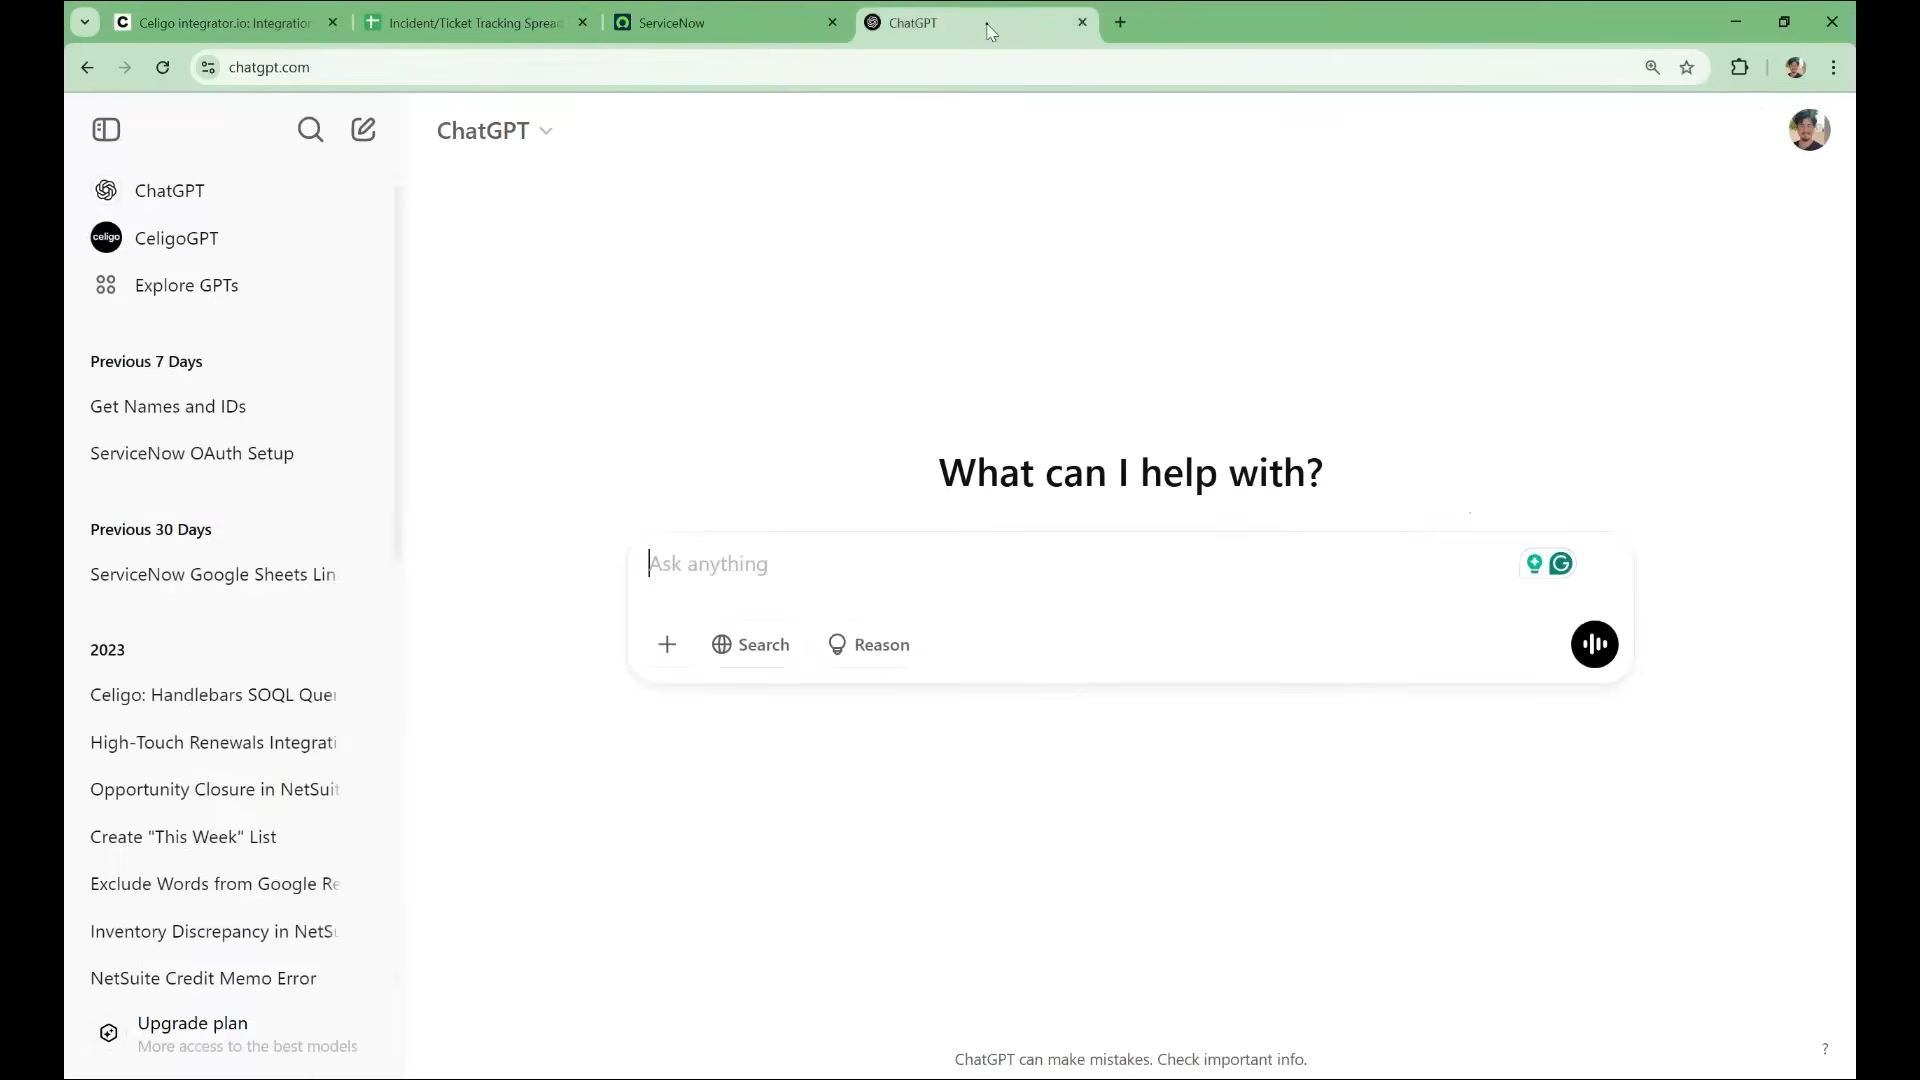 Celigo integrator.io: Integration
Incident/Ticket Tracking Spread
ServiceNow
ChatGPT
chatgpt.com
ChatGPT
ChatGPT
celigo
CeligoGPT
Explore GPTs
Previous 7 Days
Get Names and IDs
ServiceNow OAuth Setup
Previous 30 Days
ServiceNow Google Sheets Lin
2023
Celigo: Handlebars SOQL Quer
High-Touch Renewals Integrati
Opportunity Closure in NetSuit
Create "This Week" List
Exclude Words from Google Re
Inventory Discrepancy in NetSu
NetSuite Credit Memo Error
Upgrade plan
More access to the best models
What can I help with?
Ask anything
Search
Reason
ChatGPT can make mistakes. Check important info.
?